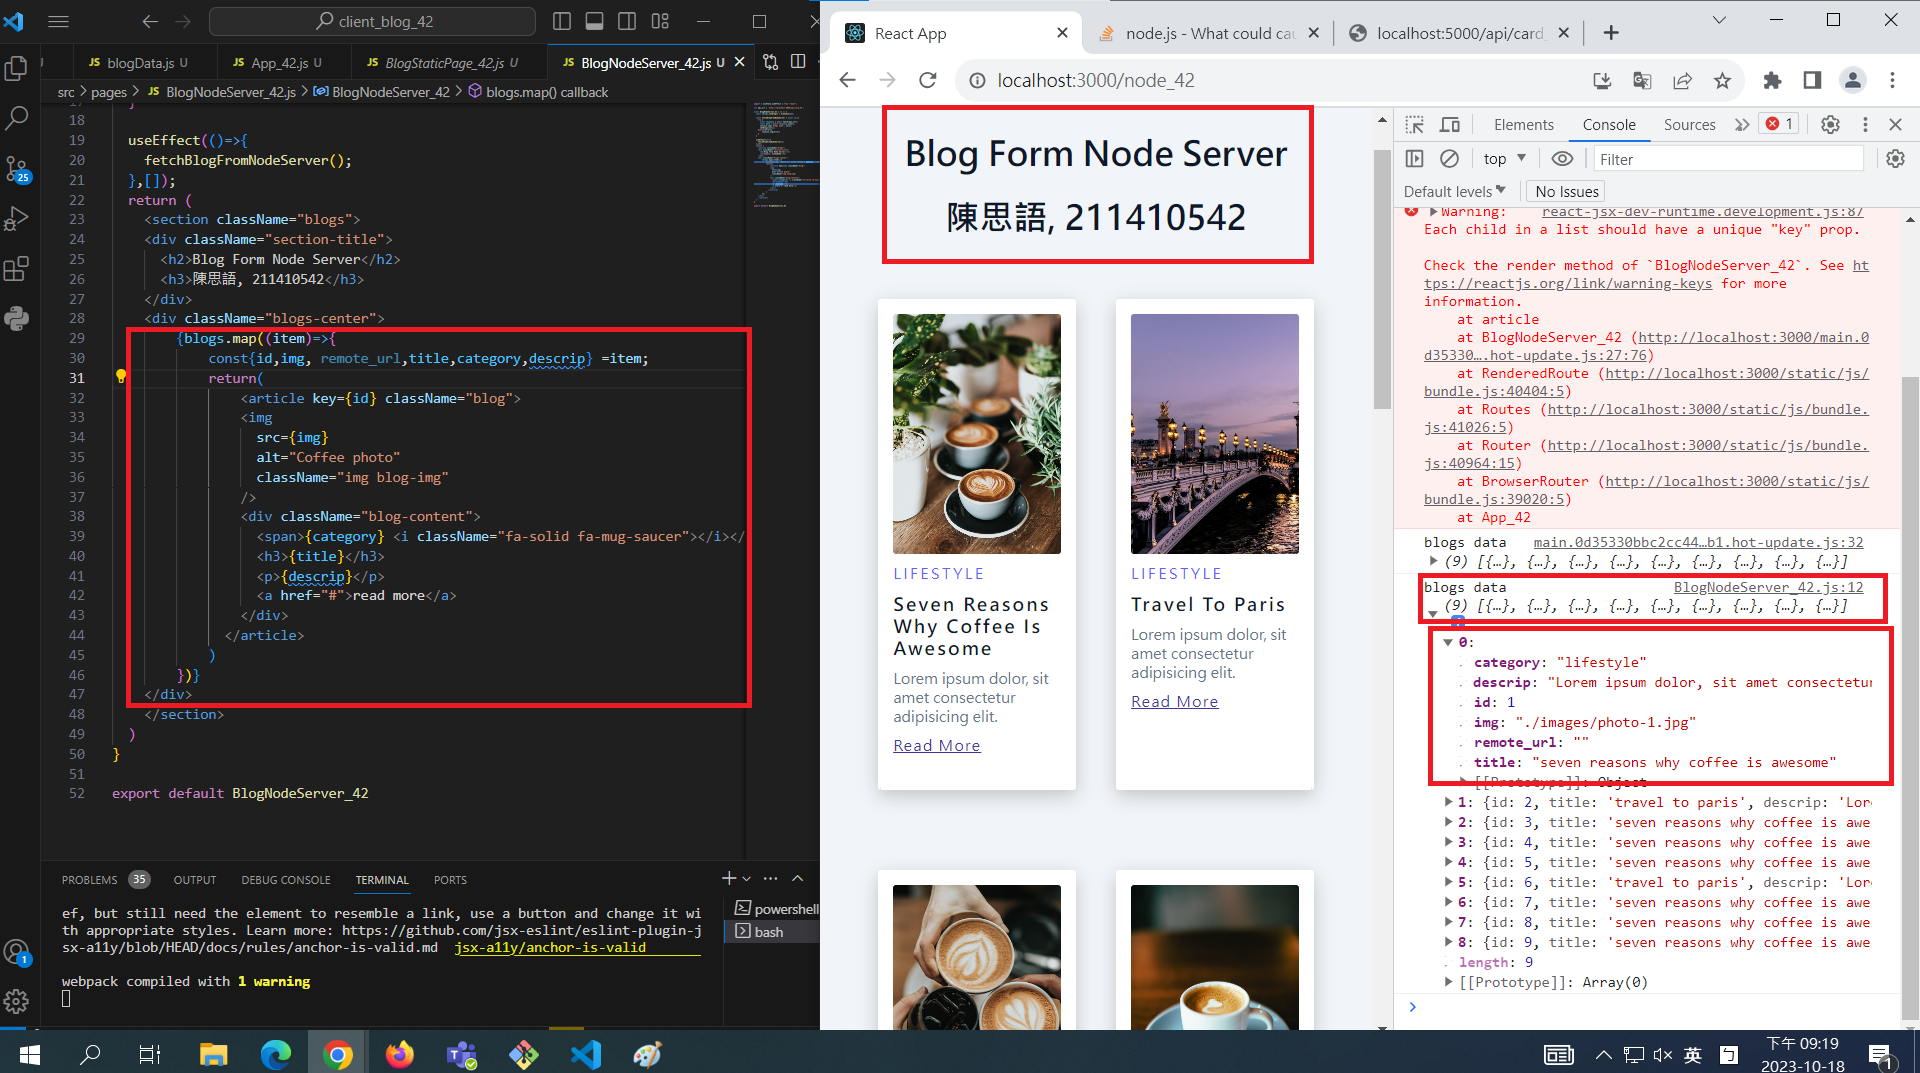 client_blog_42
JS blogData.js U
JS App_42.js U
JS BlogStaticPage_42.js U
JS BlogNodeServer_42.js U
src > pages > JS BlogNodeServer_42.js > BlogNodeServer_42 > blogs.map() callback
18
19 useEffect(()=>{
20 fetchBlogFromNodeServer();
21 },[]);
22 return (
23 <section className="blogs">
24 <div className="section-title">
25 <h2>Blog Form Node Server</h2>
26 <h3>陳思語, 211410542</h3>
27 </div>
28 <div className="blogs-center">
29 {blogs.map((item)=>{
30 const{id,img, remote_url,title,category,descrip} =item;
31 return(
32 <article key={id} className="blog">
33 <img
34 src={img}
35 alt="Coffee photo"
36 className="img blog-img"
37 />
38 <div className="blog-content">
39 <span>{category} <i className="fa-solid fa-mug-saucer"></i></
40 <h3>{title}</h3>
41 <p>{descrip}</p>
42 <a href="#">read more</a>
43 </div>
44 </article>
45 )
46 })}
47 </div>
48 </section>
49 )
50 }
51
52 export default BlogNodeServer_42
PROBLEMS 35 OUTPUT DEBUG CONSOLE TERMINAL PORTS
ef, but still need the element to resemble a link, use a button and change it wi
th appropriate styles. Learn more: https://github.com/jsx-eslint/eslint-plugin-j
sx-a11y/blob/HEAD/docs/rules/anchor-is-valid.md jsx-a11y/anchor-is-valid
webpack compiled with 1 warning
powershell
bash
25
1
React App
node.js - What could cau
localhost:5000/api/card_
localhost:3000/node_42
Blog Form Node Server
陳思語, 211410542
LIFESTYLE
Seven Reasons
Why Coffee Is
Awesome
Lorem ipsum dolor, sit
amet consectetur
adipisicing elit.
Read More
LIFESTYLE
Travel To Paris
Lorem ipsum dolor, sit
amet consectetur
adipisicing elit.
Read More
Elements Console Sources 1
top Filter
Default levels No Issues
Warning: react-jsx-dev-runtime.development.js:87
Each child in a list should have a unique "key" prop.
Check the render method of `BlogNodeServer_42`. See ht
tps://reactjs.org/link/warning-keys for more
information.
at article
at BlogNodeServer_42 (http://localhost:3000/main.0
d35330….hot-update.js:27:76)
at RenderedRoute (http://localhost:3000/static/js/
bundle.js:40404:5)
at Routes (http://localhost:3000/static/js/bundle.
js:41026:5)
at Router (http://localhost:3000/static/js/bundle.
js:40964:15)
at BrowserRouter (http://localhost:3000/static/js/
bundle.js:39020:5)
at App_42
blogs data main.0d35330bbc2cc44…b1.hot-update.js:32
(9) [{…}, {…}, {…}, {…}, {…}, {…}, {…}, {…}, {…}]
blogs data BlogNodeServer_42.js:12
(9) [{…}, {…}, {…}, {…}, {…}, {…}, {…}, {…}, {…}]
0:
category: "lifestyle"
descrip: "Lorem ipsum dolor, sit amet consectetur
id: 1
img: "./images/photo-1.jpg"
remote_url: ""
title: "seven reasons why coffee is awesome"
[[Prototype]]: Object
1: {id: 2, title: 'travel to paris', descrip: 'Lor
2: {id: 3, title: 'seven reasons why coffee is awe
3: {id: 4, title: 'seven reasons why coffee is awe
4: {id: 5, title: 'seven reasons why coffee is awe
5: {id: 6, title: 'travel to paris', descrip: 'Lor
6: {id: 7, title: 'seven reasons why coffee is awe
7: {id: 8, title: 'seven reasons why coffee is awe
8: {id: 9, title: 'seven reasons why coffee is awe
length: 9
[[Prototype]]: Array(0)
英
下午 09:19
2023-10-18
1